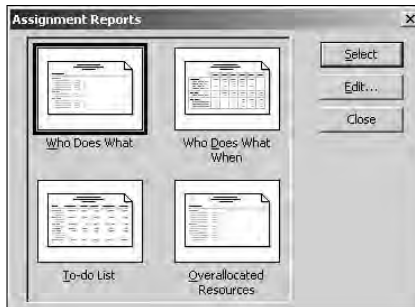 Assignment Reports
Select
Edit...
Close
Who Does What
Who Does What
When
To-do List
Overallocated
Resources